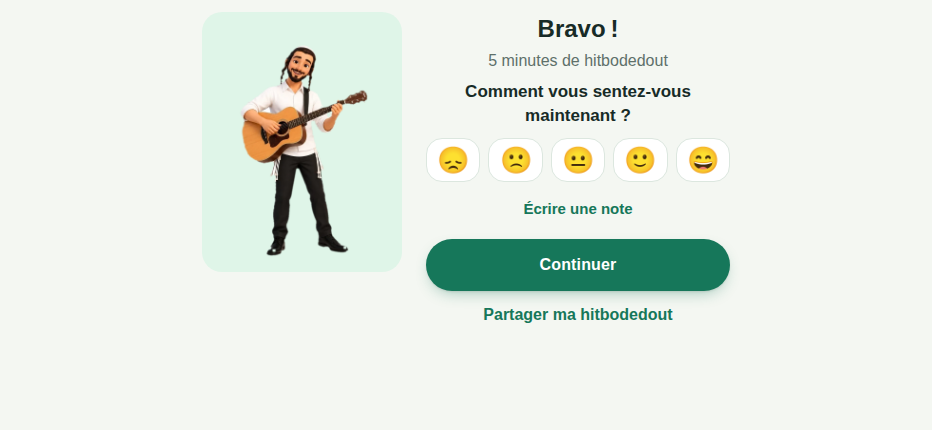 Bravo !
5 minutes de hitbodedout
Comment vous sentez-vous
maintenant ?
Écrire une note
Continuer
Partager ma hitbodedout